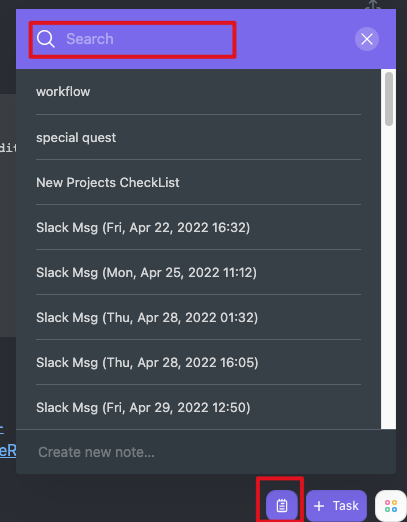 Search
workflow
dit
special quest
New Projects CheckList
Slack Msg (Fri, Apr 22, 2022 16:32)
Slack Msg (Mon, Apr 25, 2022 11:12)
Slack Msg (Thu, Apr 28, 2022 01:32)
Slack Msg (Thu, Apr 28, 2022 16:05)
Slack Msg (Fri, Apr 29, 2022 12:50)
eR
Create new note...
+ Task